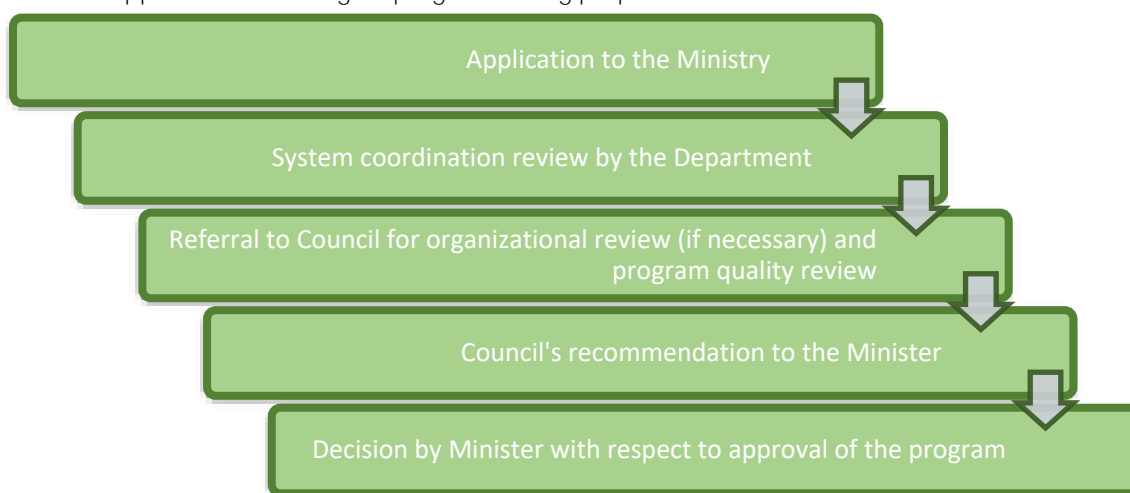 Application to the Ministry
System coordination review by the Department
Referral to Council for organizational review (if necessary) and
program quality review
Council's recommendation to the Minister
Decision by Minister with respect to approval of the program